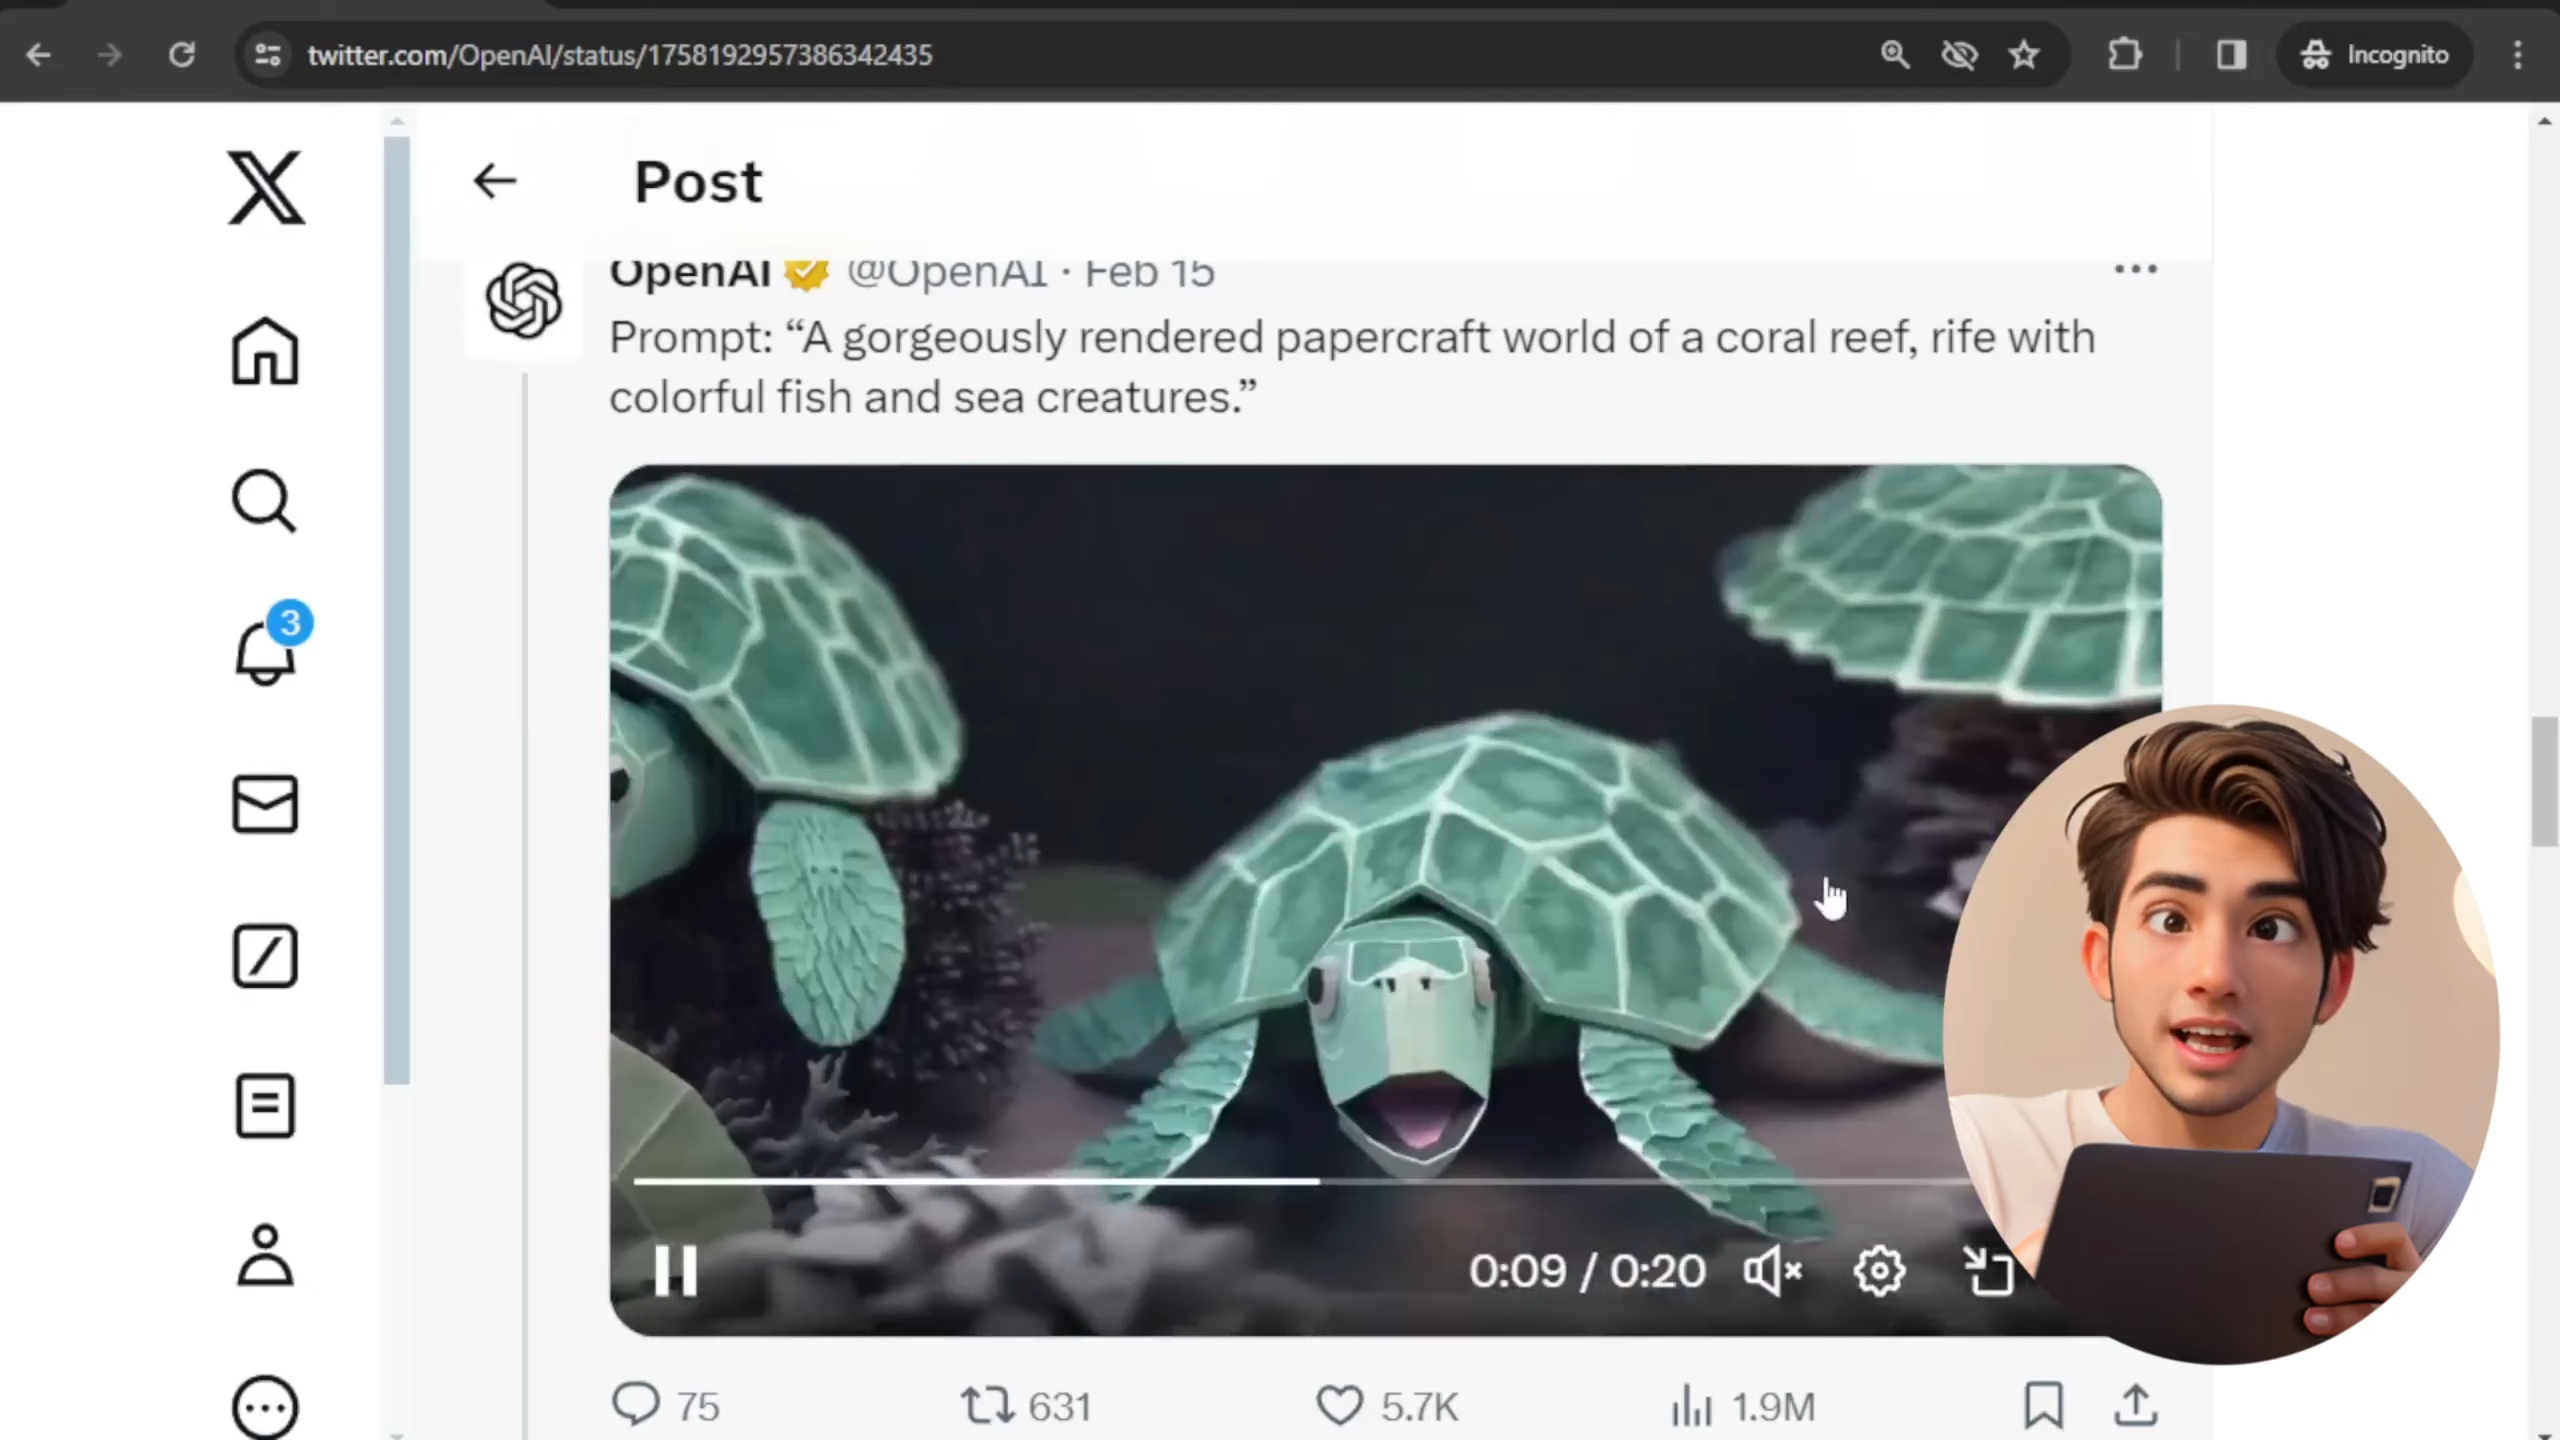 twitter.com/OpenAI/status/1758192957386342435
Incognito
Post
OpenAI @OpenAI · Feb 15
Prompt: “A gorgeously rendered papercraft world of a coral reef, rife with
colorful fish and sea creatures.”
3
0:09 / 0:20
75 631 5.7K 1.9M